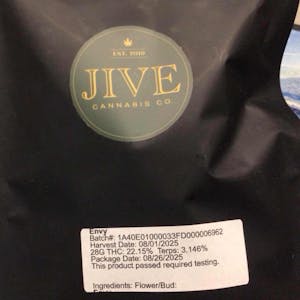 EST. 2019
JIVE
CANNABIS CO.
Envy
Batch#: 1A40E01000033FD000006962
Harvest Date: 08/01/2025
28G THC: 22.15% Terps: 3.146%
Package Date: 08/26/2025
This product passed required testing.
Ingredients: Flower/Bud: